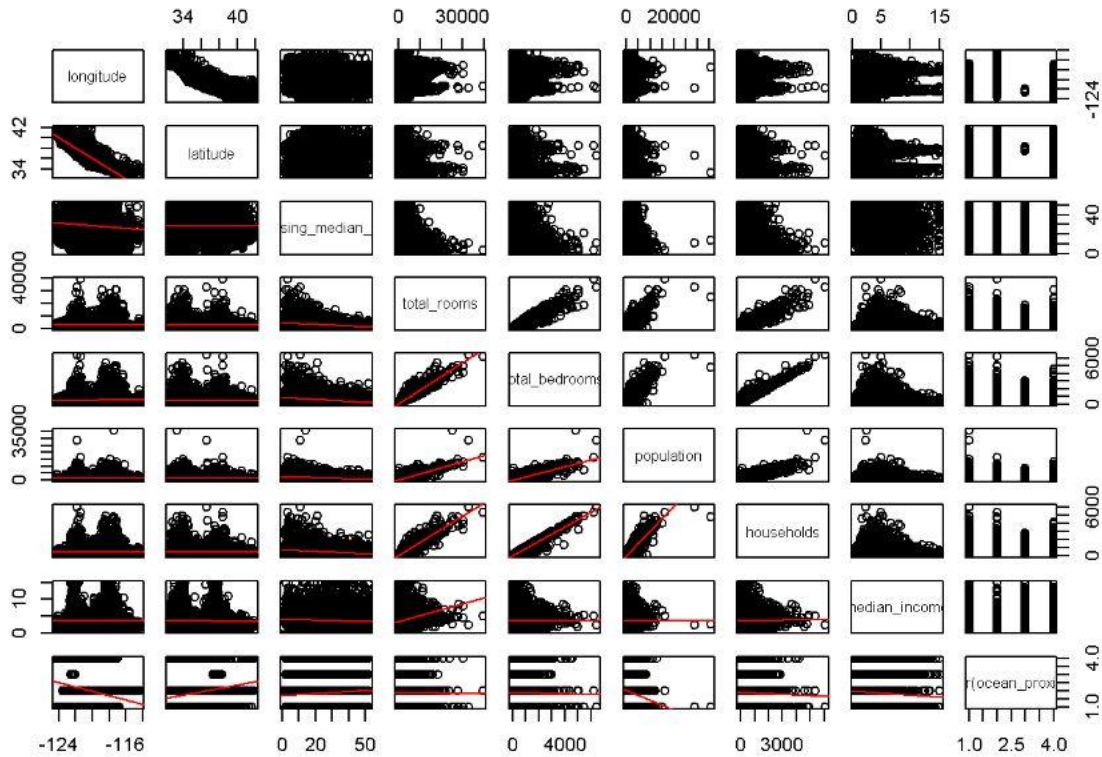 34 40 0 30000 0 20000 0 5 15
longitude
-124
42
34
latitude
sing_median_
40
0
40000
0
total_rooms
otal_bedrooms
6000
0
35000
0
population
households
6000
0
10
0
nedian_incom
r(ocean_prox
4.0
1.0
-124 -116 0 20 50 0 4000 0 3000 1.0 2.5 4.0